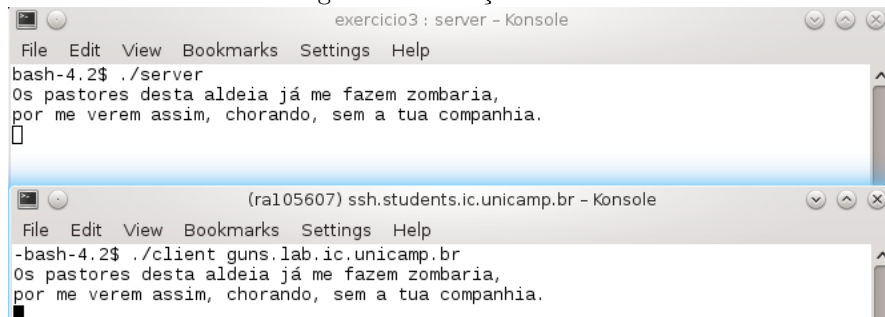 exercicio3 : server – Konsole
File Edit View Bookmarks Settings Help
bash-4.2$ ./server
Os pastores desta aldeia já me fazem zombaria,
por me verem assim, chorando, sem a tua companhia.
(ra105607) ssh.students.ic.unicamp.br – Konsole
File Edit View Bookmarks Settings Help
-bash-4.2$ ./client guns.lab.ic.unicamp.br
Os pastores desta aldeia já me fazem zombaria,
por me verem assim, chorando, sem a tua companhia.